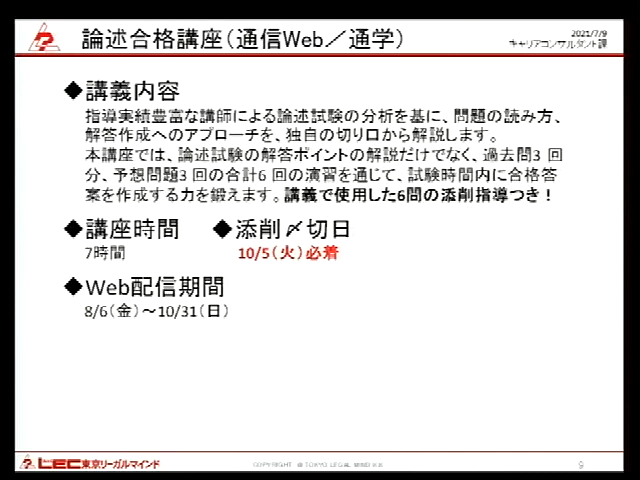 論述合格講座（通信Web／通学）
2021/7/9
キャリアコンサルタント課
◆講義内容
指導実績豊富な講師による論述試験の分析を基に、問題の読み方、
解答作成へのアプローチを、独自の切り口から解説します。
本講座では、論述試験の解答ポイントの解説だけでなく、過去問3 回
分、予想問題3 回の合計6 回の演習を通じて、試験時間内に合格答
案を作成する力を鍛えます。講義で使用した6問の添削指導つき！
◆講座時間 ◆添削〆切日
7時間 10/5（火）必着
◆Web配信期間
8/6（金）～10/31（日）
LEC東京リーガルマインド
COPYRIGHT © TOKYO LEGAL MIND K.K
9